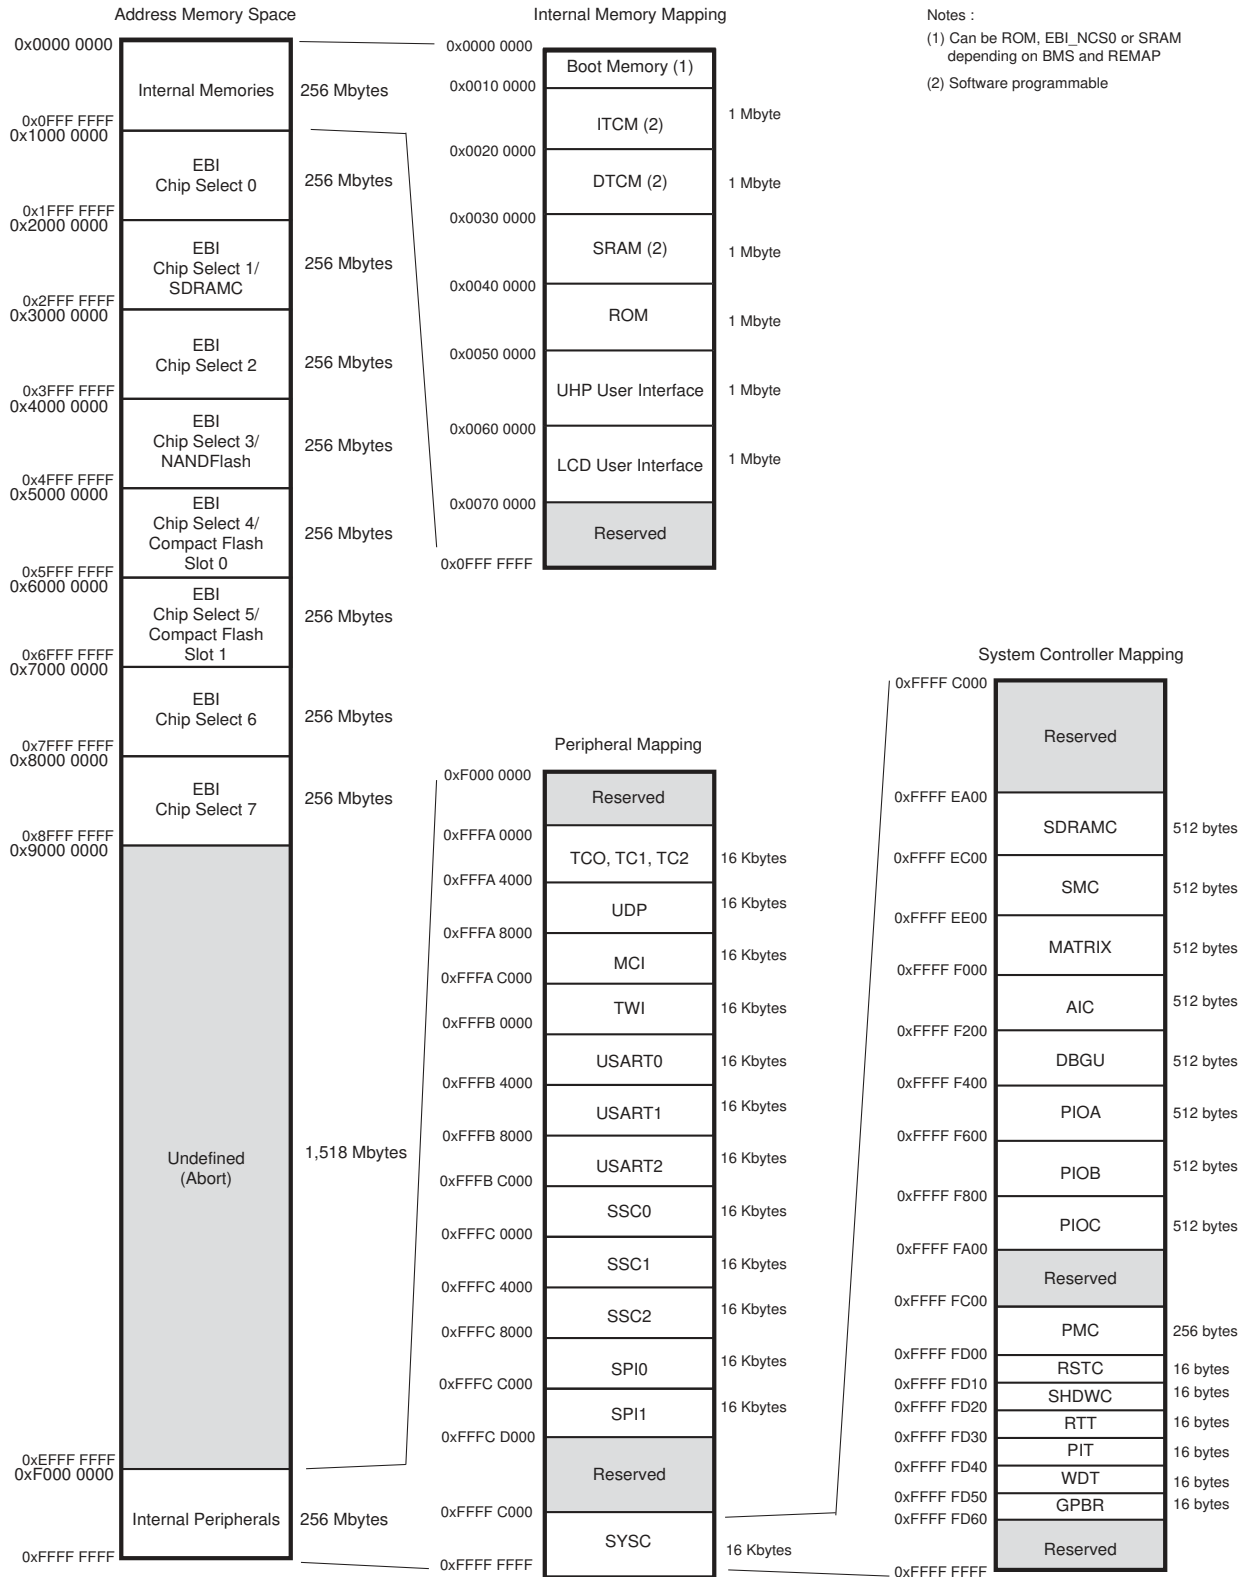 Address Memory Space
0x0000 0000
Internal Memories
256 Mbytes
0x0FFF FFFF
0x1000 0000
EBI
Chip Select 0
256 Mbytes
0x1FFF FFFF
0x2000 0000
EBI
Chip Select 1/
SDRAMC
256 Mbytes
0x2FFF FFFF
0x3000 0000
EBI
Chip Select 2
256 Mbytes
0x3FFF FFFF
0x4000 0000
EBI
Chip Select 3/
NANDFlash
256 Mbytes
0x4FFF FFFF
0x5000 0000
EBI
Chip Select 4/
Compact Flash
Slot 0
256 Mbytes
0x5FFF FFFF
0x6000 0000
EBI
Chip Select 5/
Compact Flash
Slot 1
256 Mbytes
0x6FFF FFFF
0x7000 0000
EBI
Chip Select 6
256 Mbytes
0x7FFF FFFF
0x8000 0000
EBI
Chip Select 7
256 Mbytes
0x8FFF FFFF
0x9000 0000
Undefined
(Abort)
1,518 Mbytes
0xEFFF FFFF
0xF000 0000
Internal Peripherals
256 Mbytes
0xFFFF FFFF
Internal Memory Mapping
0x0000 0000
Boot Memory (1)
0x0010 0000
ITCM (2)
1 Mbyte
0x0020 0000
DTCM (2)
1 Mbyte
0x0030 0000
SRAM (2)
1 Mbyte
0x0040 0000
ROM
1 Mbyte
0x0050 0000
UHP User Interface
1 Mbyte
0x0060 0000
LCD User Interface
1 Mbyte
0x0070 0000
Reserved
0x0FFF FFFF
Notes :
(1) Can be ROM, EBI_NCS0 or SRAM
depending on BMS and REMAP
(2) Software programmable
Peripheral Mapping
0xF000 0000
Reserved
0xFFFA 0000
TCO, TC1, TC2
16 Kbytes
0xFFFA 4000
UDP
16 Kbytes
0xFFFA 8000
MCI
16 Kbytes
0xFFFA C000
TWI
16 Kbytes
0xFFFB 0000
USART0
16 Kbytes
0xFFFB 4000
USART1
16 Kbytes
0xFFFB 8000
USART2
16 Kbytes
0xFFFB C000
SSC0
16 Kbytes
0xFFFC 0000
SSC1
16 Kbytes
0xFFFC 4000
SSC2
16 Kbytes
0xFFFC 8000
SPI0
16 Kbytes
0xFFFC C000
SPI1
16 Kbytes
0xFFFC D000
Reserved
0xFFFF C000
SYSC
16 Kbytes
0xFFFF FFFF
System Controller Mapping
0xFFFF C000
Reserved
0xFFFF EA00
SDRAMC
512 bytes
0xFFFF EC00
SMC
512 bytes
0xFFFF EE00
MATRIX
512 bytes
0xFFFF F000
AIC
512 bytes
0xFFFF F200
DBGU
512 bytes
0xFFFF F400
PIOA
512 bytes
0xFFFF F600
PIOB
512 bytes
0xFFFF F800
PIOC
512 bytes
0xFFFF FA00
Reserved
0xFFFF FC00
PMC
256 bytes
0xFFFF FD00
RSTC
16 bytes
0xFFFF FD10
SHDWC
16 bytes
0xFFFF FD20
RTT
16 bytes
0xFFFF FD30
PIT
16 bytes
0xFFFF FD40
WDT
16 bytes
0xFFFF FD50
GPBR
16 bytes
0xFFFF FD60
Reserved
0xFFFF FFFF